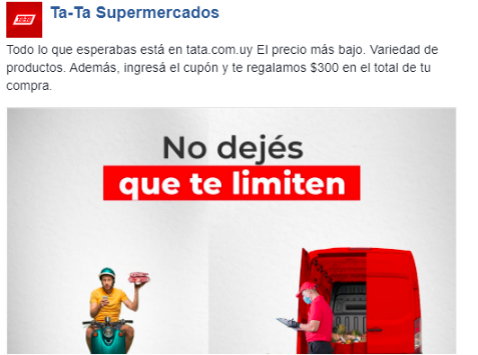 Ta-Ta Supermercados
Todo lo que esperabas está en tata.com.uy El precio más bajo. Variedad de
productos. Además, ingresá el cupón y te regalamos $300 en el total de tu
compra.
No dejés
que te limiten